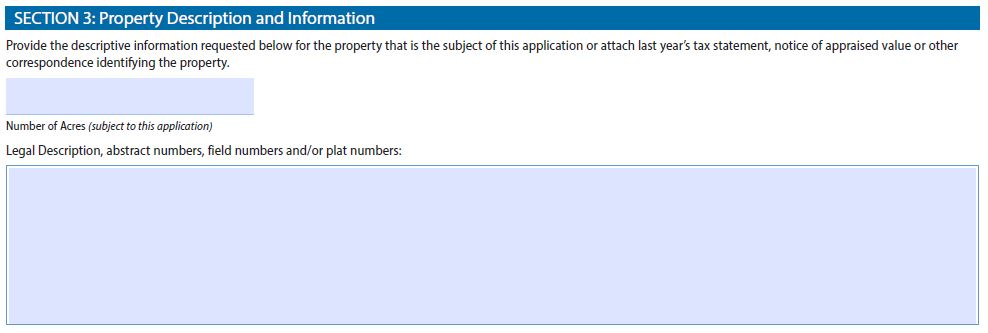 SECTION 3: Property Description and Information
Provide the descriptive information requested below for the property that is the subject of this application or attach last year’s tax statement, notice of appraised value or other
correspondence identifying the property.
Number of Acres (subject to this application)
Legal Description, abstract numbers, field numbers and/or plat numbers: